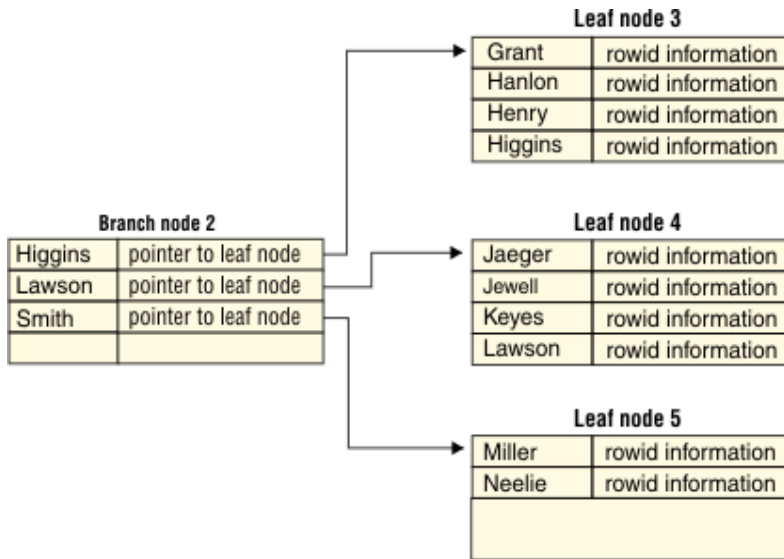 Leaf node 3
Grant rowid information
Hanlon rowid information
Henry rowid information
Higgins rowid information
Branch node 2
Higgins pointer to leaf node
Lawson pointer to leaf node
Smith pointer to leaf node
Leaf node 4
Jaeger rowid information
Jewell rowid information
Keyes rowid information
Lawson rowid information
Leaf node 5
Miller rowid information
Neelie rowid information